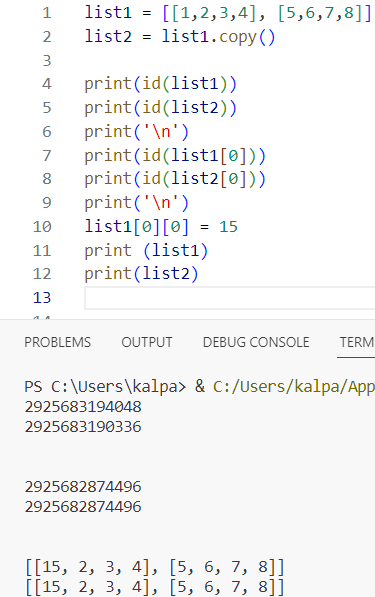 1 list1 = [[1,2,3,4], [5,6,7,8]]
2 list2 = list1.copy()
3
4 print(id(list1))
5 print(id(list2))
6 print('\n')
7 print(id(list1[0]))
8 print(id(list2[0]))
9 print('\n')
10 list1[0][0] = 15
11 print (list1)
12 print(list2)
13
PROBLEMS OUTPUT DEBUG CONSOLE TERM
PS C:\Users\kalpa> & C:/Users/kalpa/App
2925683194048
2925683190336
2925682874496
2925682874496
[[15, 2, 3, 4], [5, 6, 7, 8]]
[[15, 2, 3, 4], [5, 6, 7, 8]]